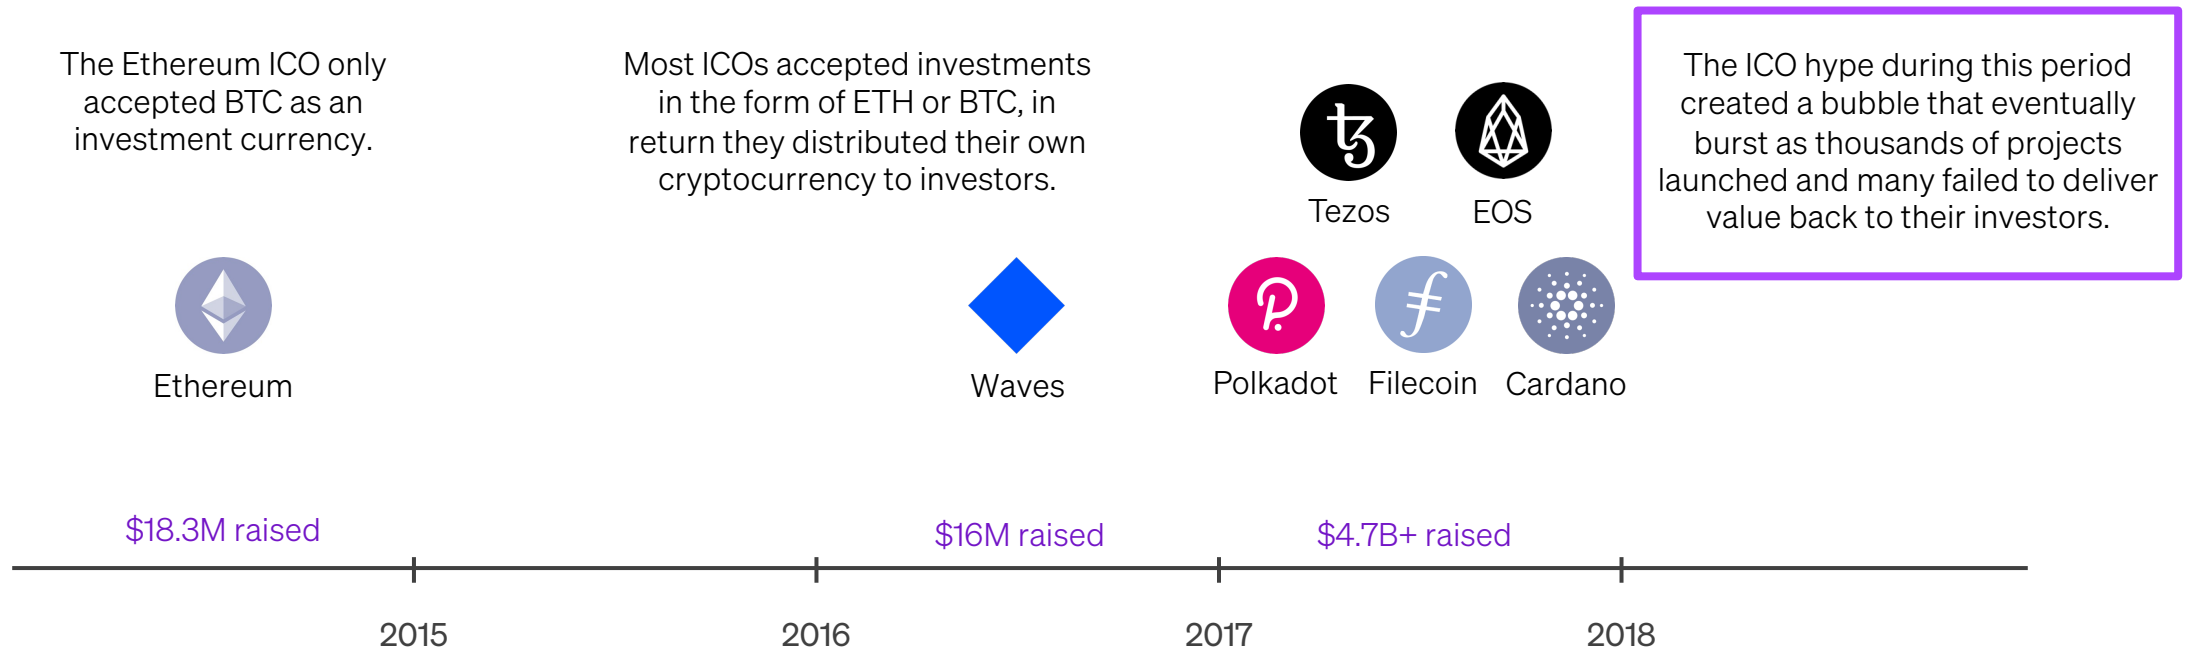 The Ethereum ICO only
accepted BTC as an
investment currency.
Ethereum
$18.3M raised
Most ICOs accepted investments
in the form of ETH or BTC, in
return they distributed their own
cryptocurrency to investors.
Waves
$16M raised
Tezos
EOS
Polkadot
Filecoin
Cardano
$4.7B+ raised
The ICO hype during this period
created a bubble that eventually
burst as thousands of projects
launched and many failed to deliver
value back to their investors.
2015
2016
2017
2018